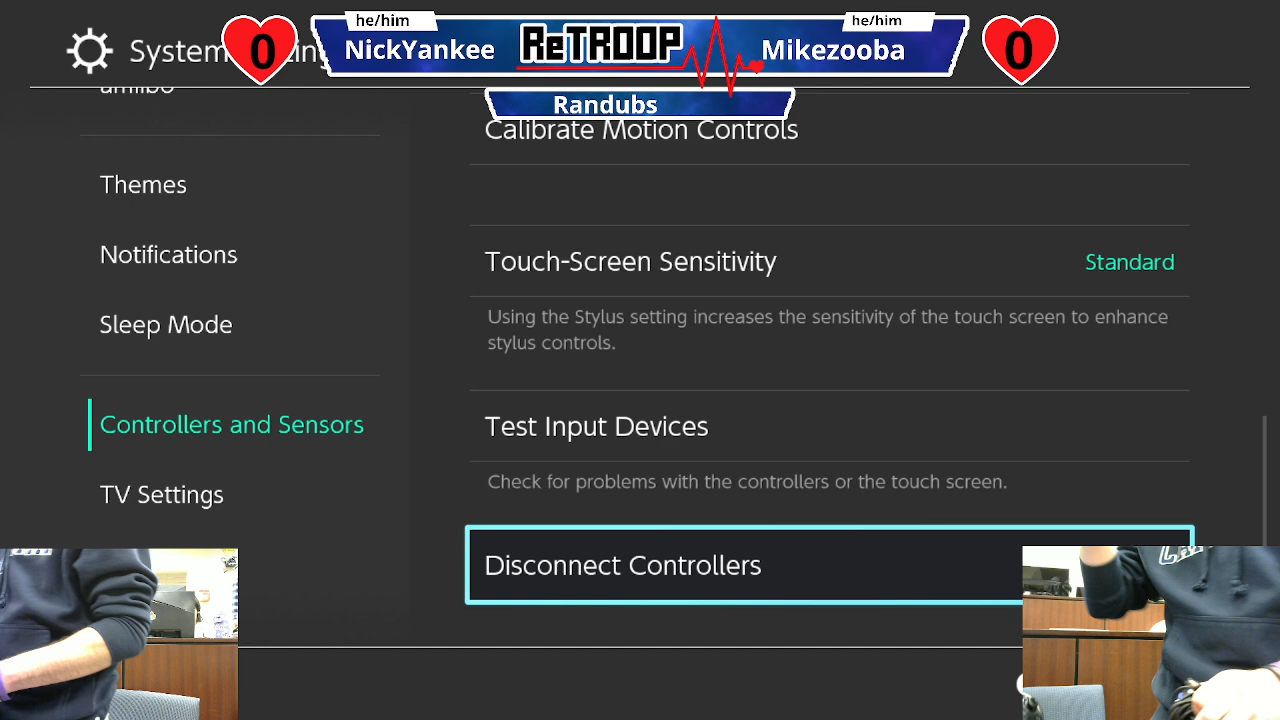 he/him
he/him
0
NickYankee
ReTROOP
Mikezooba
0
System
Randubs
amiibo
Calibrate Motion Controls
Themes
Notifications
Sleep Mode
Controllers and Sensors
TV Settings
Touch-Screen Sensitivity
Standard
Using the Stylus setting increases the sensitivity of the touch screen to enhance
stylus controls.
Test Input Devices
Check for problems with the controllers or the touch screen.
Disconnect Controllers